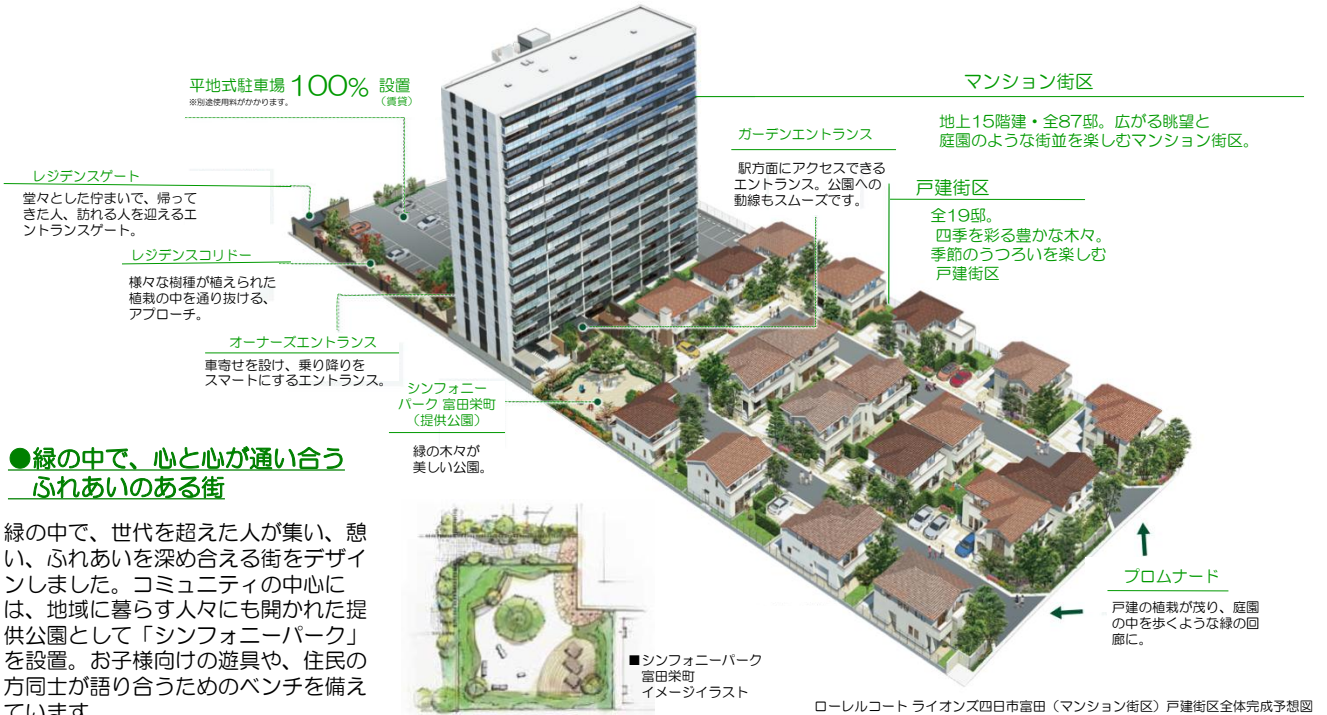 平地式駐車場 100% 設置
(賃貸)
※別途使用料がかかります。
レジデンスゲート
堂々とした佇まいで、帰って
きた人、訪れる人を迎えるエ
ントランスゲート。
レジデンスコリドー
様々な樹種が植えられた
植栽の中を通り抜ける、
アプローチ。
オーナーズエントランス
車寄せを設け、乗り降りを
スマートにするエントランス。
シンフォニー
パーク 富田栄町
(提供公園)
緑の木々が
美しい公園。
ガーデンエントランス
駅方面にアクセスできる
エントランス。公園への
動線もスムーズです。
マンション街区
地上15階建・全87邸。広がる眺望と
庭園のような街並を楽しむマンション街区。
戸建街区
全19邸。
四季を彩る豊かな木々。
季節のうつろいを楽しむ
戸建街区
プロムナード
戸建の植栽が茂り、庭園
の中を歩くような緑の回
廊に。
●緑の中で、心と心が通い合う
ふれあいのある街
緑の中で、世代を超えた人が集い、憩
い、ふれあいを深め合える街をデザイ
ンしました。コミュニティの中心に
は、地域に暮らす人々にも開かれた提
供公園として「シンフォニーパーク」
を設置。お子様向けの遊具や、住民の
方同士が語り合うためのベンチを備え
ています
■シンフォニーパーク
富田栄町
イメージイラスト
ローレルコート ライオンズ四日市富田(マンション街区)戸建街区全体完成予想図